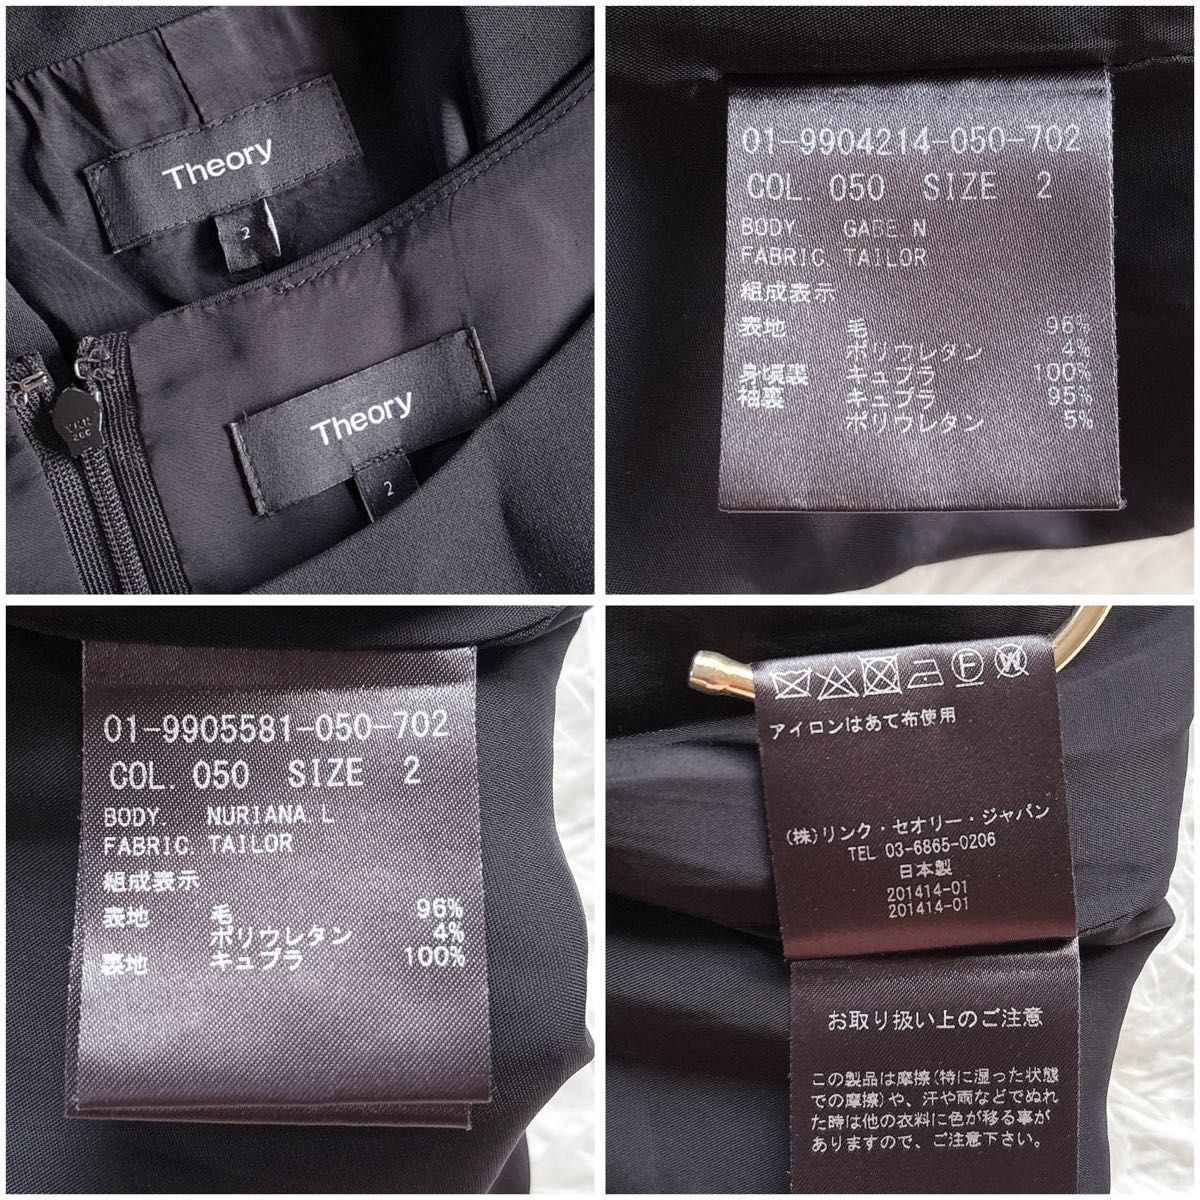 Theory
2
Theory
2
01-9904214-050-702
COL. 050 SIZE 2
BODY. GABE N
FABRIC. TAILOR
組成表示
表地 毛 96%
ポリウレタン 4%
身頃裏 キュプラ 100%
袖裏 キュプラ 95%
ポリウレタン 5%
01-9905581-050-702
COL. 050 SIZE 2
BODY. NURIANA L
FABRIC. TAILOR
組成表示
表地 毛 96%
ポリウレタン 4%
裏地 キュプラ 100%
F W
アイロンはあて布使用
(株)リンク・セオリー・ジャパン
TEL 03-6865-0206
日本製
201414-01
201414-01
お取り扱い上のご注意
この製品は摩擦(特に湿った状態
での摩擦)や、汗や雨などでぬれ
た時は他の衣料に色が移る事が
ありますので、ご注意下さい。